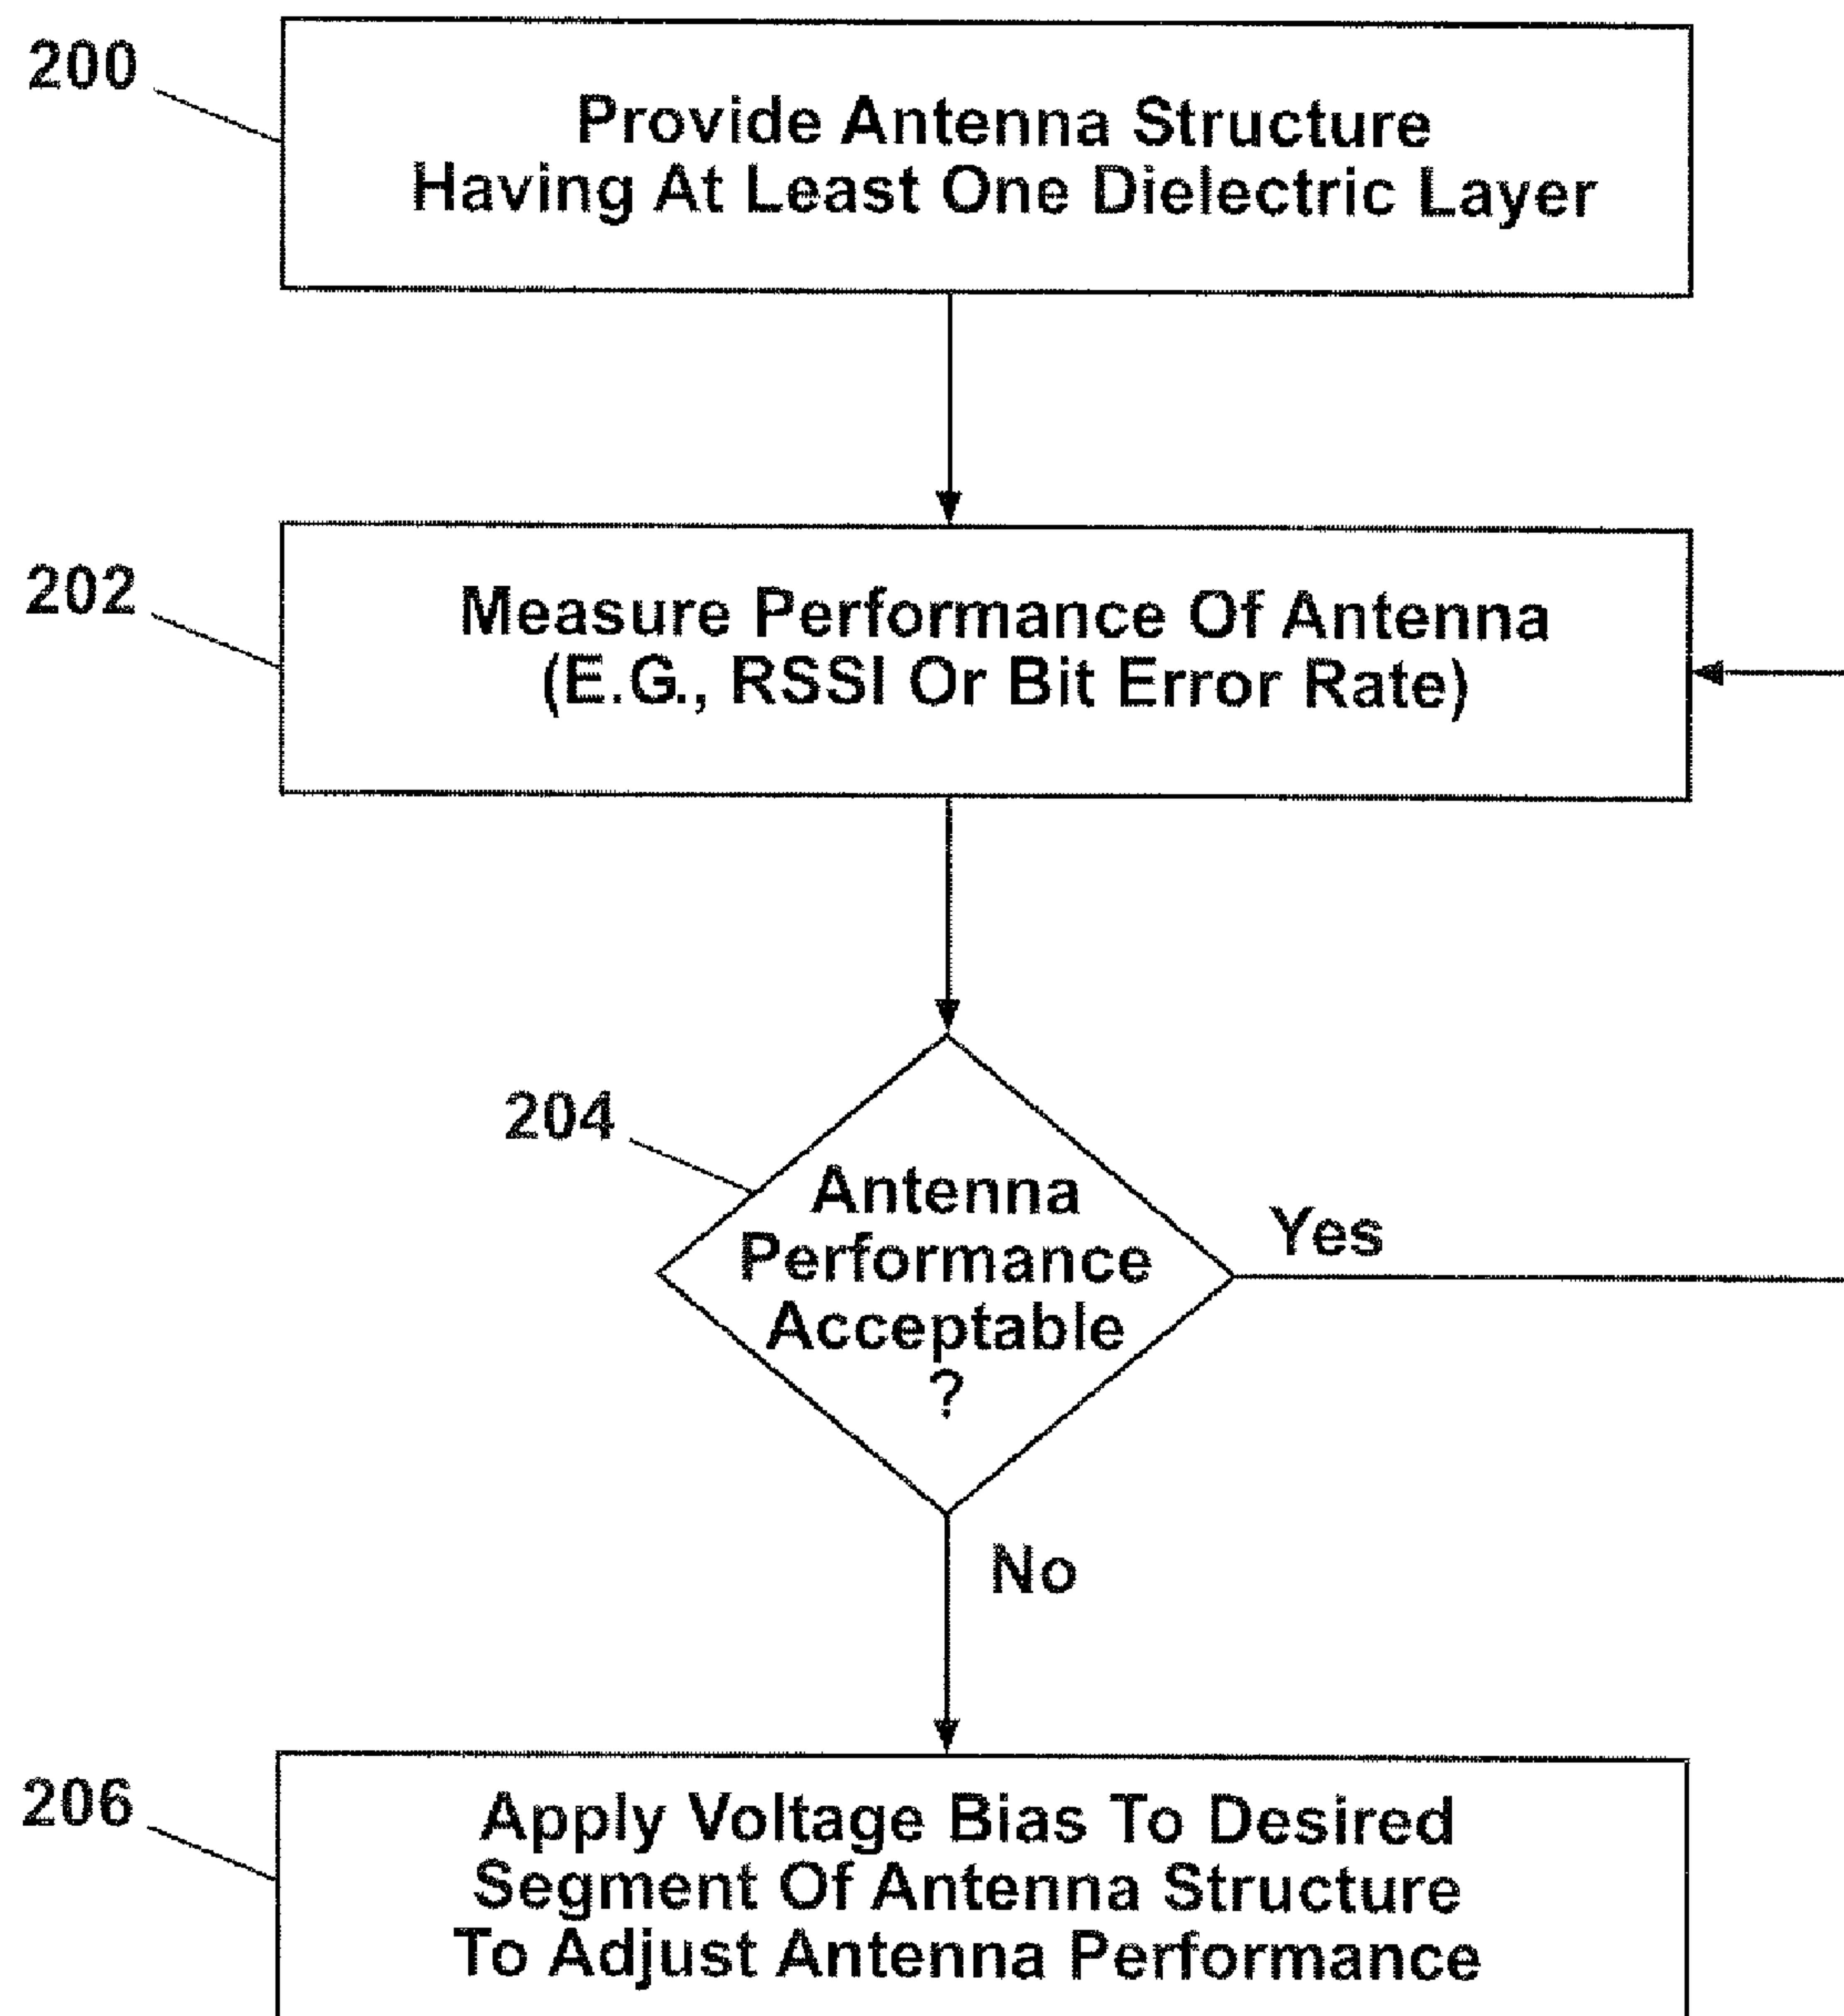 200
Provide Antenna Structure
Having At Least One Dielectric Layer
202
Measure Performance Of Antenna
(E.G., RSSI Or Bit Error Rate)
204
Antenna
Performance
Acceptable
?
Yes
No
206
Apply Voltage Bias To Desired
Segment Of Antenna Structure
To Adjust Antenna Performance